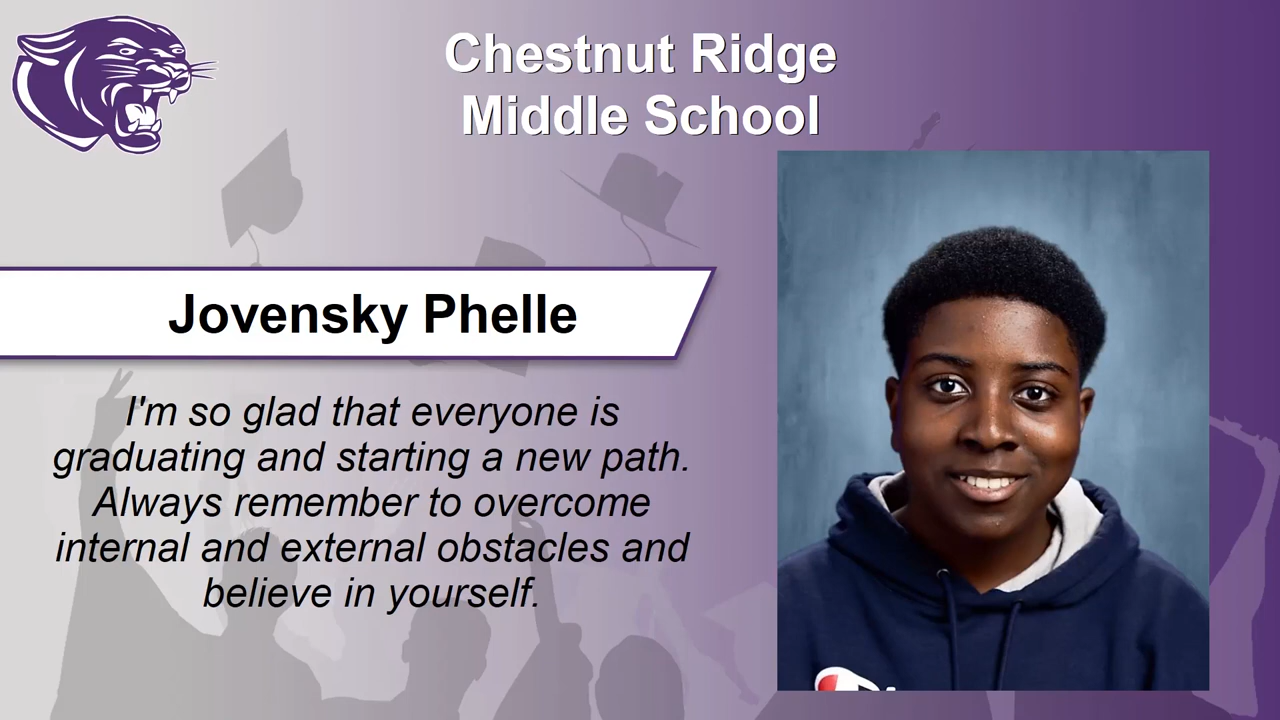 Chestnut Ridge
Middle School
Jovensky Phelle
I'm so glad that everyone is
graduating and starting a new path.
Always remember to overcome
internal and external obstacles and
believe in yourself.